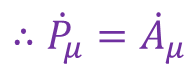 ∴ Ṗ_μ = Ȧ_μ